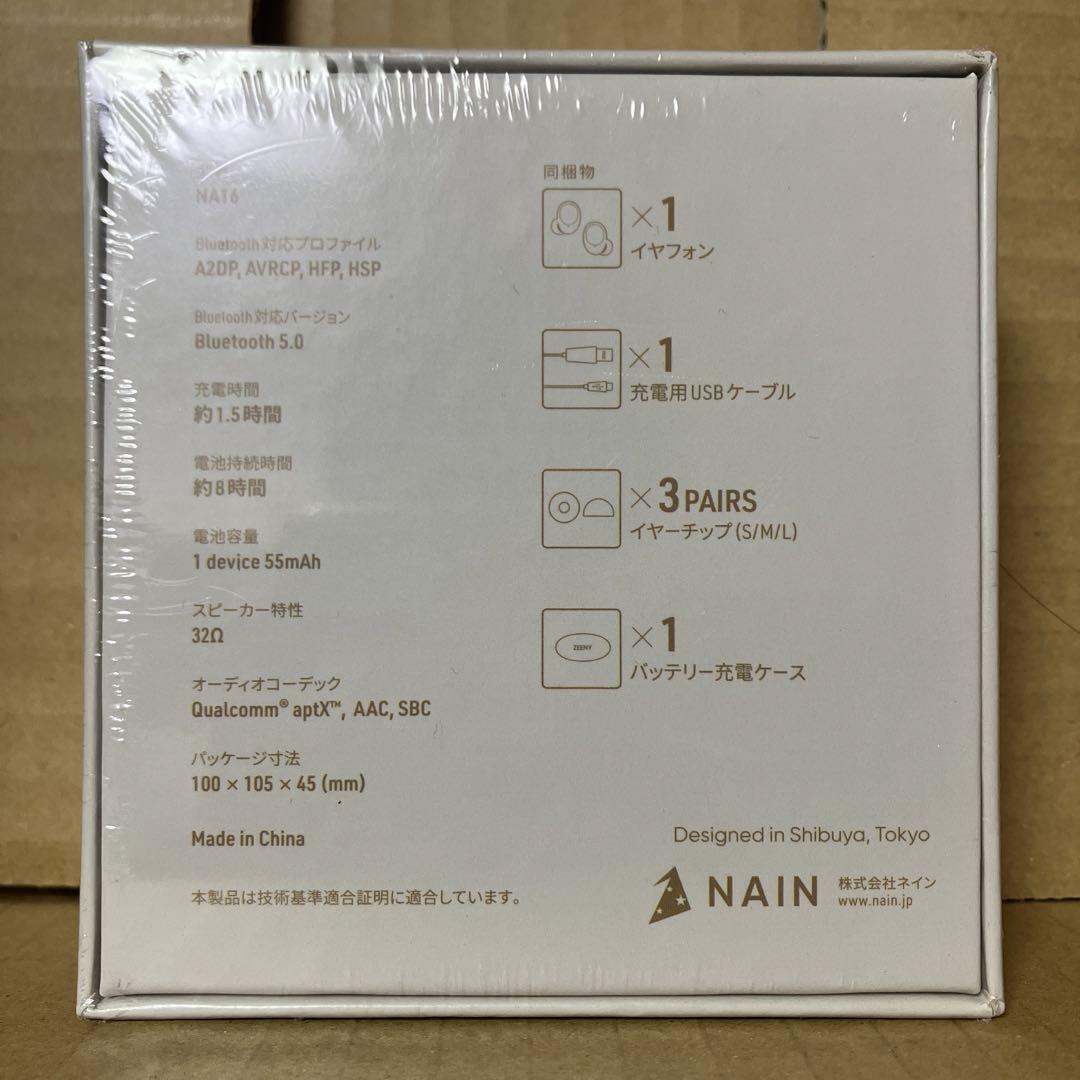 NA16
Bluetooth対応プロファイル
A2DP, AVRCP, HFP, HSP
Bluetooth対応バージョン
Bluetooth 5.0
充電時間
約1.5時間
電池持続時間
約8時間
電池容量
1 device 55mAh
スピーカー特性
32Ω
オーディオコーデック
Qualcomm® aptX™, AAC, SBC
パッケージ寸法
100 × 105 × 45 (mm)
Made in China
本製品は技術基準適合証明に適合しています。
同梱物
×1
イヤフォン
×1
充電用USBケーブル
×3 PAIRS
イヤーチップ (S/M/L)
ZEENY
×1
バッテリー充電ケース
Designed in Shibuya, Tokyo
NAIN
株式会社ネイン
www.nain.jp